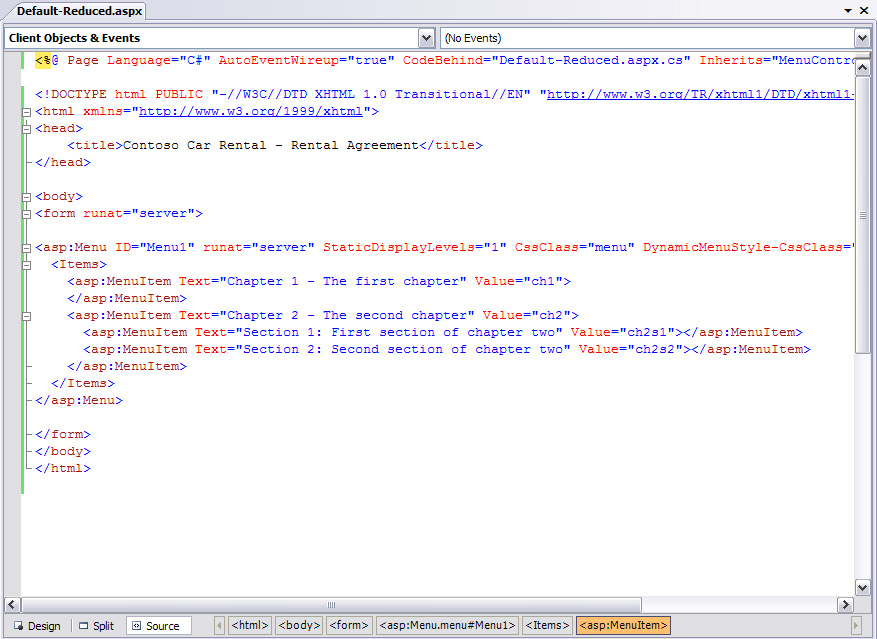 Default-Reduced.aspx
Client Objects & Events (No Events)
<%@ Page Language="C#" AutoEventWireup="true" CodeBehind="Default-Reduced.aspx.cs" Inherits="MenuContro
<!DOCTYPE html PUBLIC "-//W3C//DTD XHTML 1.0 Transitional//EN" "http://www.w3.org/TR/xhtml1/DTD/xhtml1-
<html xmlns="http://www.w3.org/1999/xhtml">
<head>
<title>Contoso Car Rental - Rental Agreement</title>
</head>
<body>
<form runat="server">
<asp:Menu ID="Menu1" runat="server" StaticDisplayLevels="1" CssClass="menu" DynamicMenuStyle-CssClass="
<Items>
<asp:MenuItem Text="Chapter 1 - The first chapter" Value="ch1">
</asp:MenuItem>
<asp:MenuItem Text="Chapter 2 - The second chapter" Value="ch2">
<asp:MenuItem Text="Section 1: First section of chapter two" Value="ch2s1"></asp:MenuItem>
<asp:MenuItem Text="Section 2: Second section of chapter two" Value="ch2s2"></asp:MenuItem>
</asp:MenuItem>
</Items>
</asp:Menu>
</form>
</body>
</html>
Design Split Source <html> <body> <form> <asp:Menu.menu#Menu1> <Items> <asp:MenuItem>